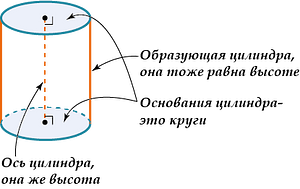 Образующая цилиндра,
она тоже равна высоте
Основания цилиндра-
это круги
Ось цилиндра,
она же высота